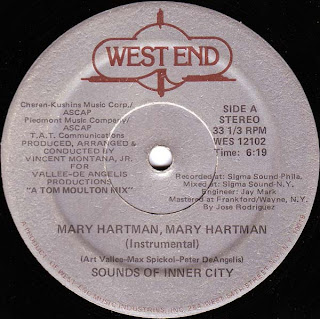 WEST END
Cheren-Kushins Music Corp./
ASCAP
Piedmont Music Company/
ASCAP
T.A.T. Communications
PRODUCED, ARRANGED &
CONDUCTED BY
VINCENT MONTANA, JR.
FOR
VALLEE-DE ANGELIS
PRODUCTIONS
"A TOM MOULTON MIX"
SIDE A
STEREO
33 1/3 RPM
WES 12102
Time: 6:19
Recorded at: Sigma Sound-Phila.
Mixed at: Sigma Sound-N.Y.
Engineer: Jay Mark
Mastered at Frankford/Wayne, N.Y.
By Jose Rodriguez
MARY HARTMAN, MARY HARTMAN
(Instrumental)
(Art Vallee-Max Spickol-Peter DeAngelis)
SOUNDS OF INNER CITY